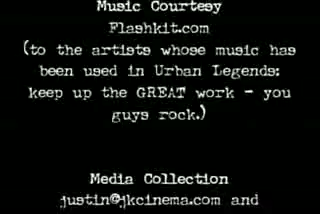 Music Courtesy
Flashkit.com
(to the artists whose music has
been used in Urban Legends:
keep up the GREAT work - you
guys rock.)
Media Collection
justin@jkcinema.com and